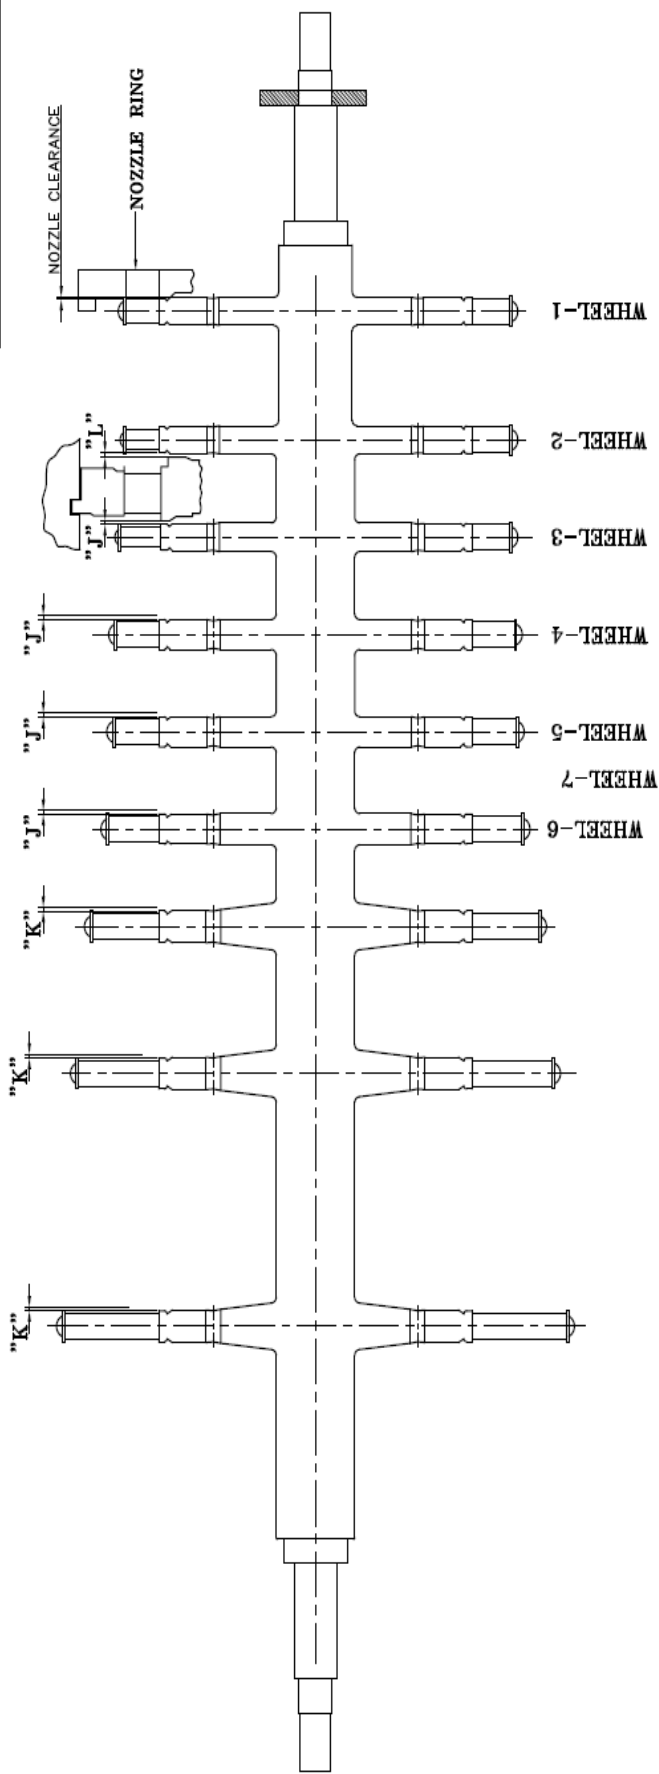 NOZZLE CLEARANCE
NOZZLE RING
WHEEL-1
"L"
WHEEL-2
"J"
WHEEL-3
"J"
WHEEL-4
"J"
WHEEL-5
WHEEL-7
"J"
WHEEL-6
"K"
"K"
"K"